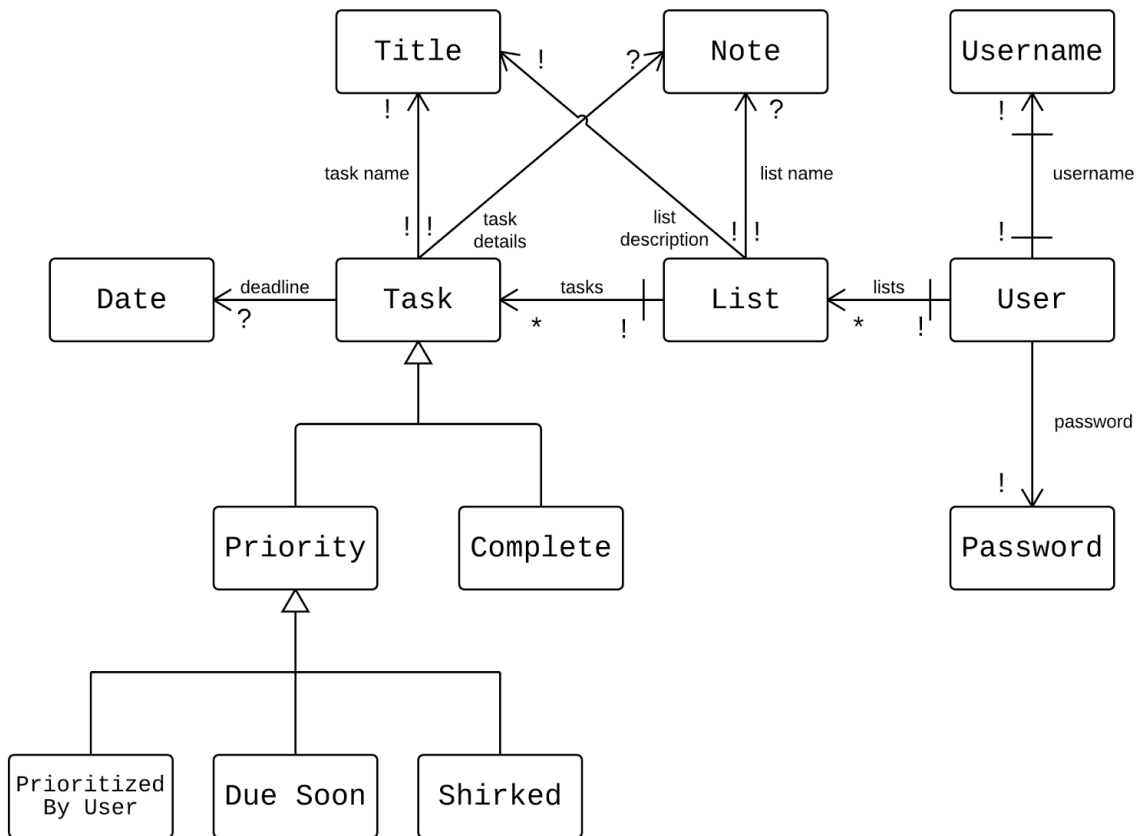 Title
Note
Username
!
?
!
?
!
!
task name
list name
username
!
!
task
details
list
description
!
!
!
Date
deadline
Task
tasks
List
lists
User
?
*
!
*
!
password
!
Priority
Complete
Password
Prioritized
By User
Due Soon
Shirked